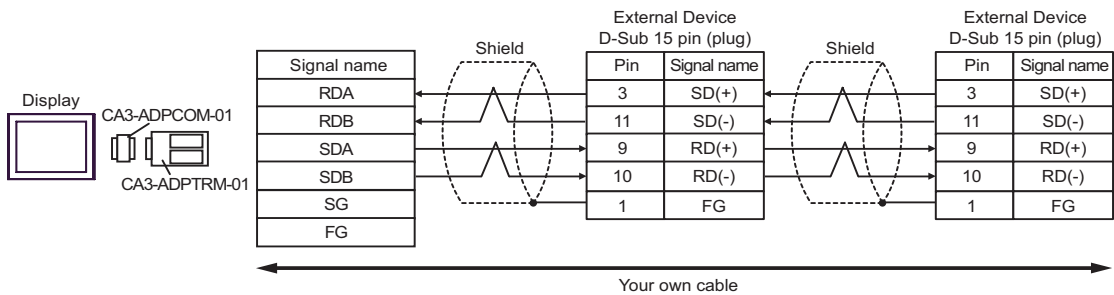 External Device
D-Sub 15 pin (plug)
External Device
D-Sub 15 pin (plug)
Shield
Shield
Signal name
Pin Signal name
Pin Signal name
Display
CA3-ADPCOM-01
CA3-ADPTRM-01
RDA 3 SD(+) 3 SD(+)
RDB 11 SD(-) 11 SD(-)
SDA 9 RD(+) 9 RD(+)
SDB 10 RD(-) 10 RD(-)
SG 1 FG 1 FG
FG
Your own cable